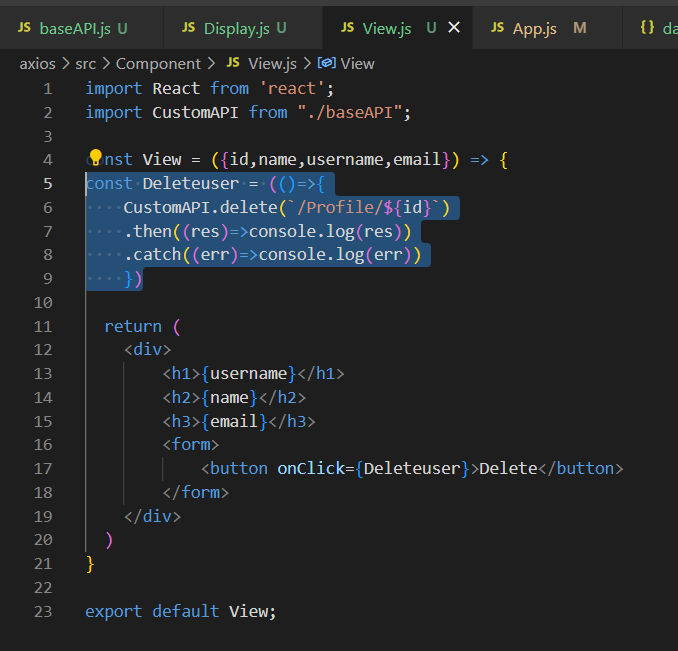 JS baseAPI.js U JS Display.js U JS View.js U × JS App.js M {} da
axios > src > Component > JS View.js > View
1 import React from 'react';
2 import CustomAPI from "./baseAPI";
3
4 const View = ({id,name,username,email}) => {
5 const Deleteuser = (()=>{
6 CustomAPI.delete(`/Profile/${id}`)
7 .then((res)=>console.log(res))
8 .catch((err)=>console.log(err))
9 })
10
11 return (
12 <div>
13 <h1>{username}</h1>
14 <h2>{name}</h2>
15 <h3>{email}</h3>
16 <form>
17 <button onClick={Deleteuser}>Delete</button>
18 </form>
19 </div>
20 )
21 }
22
23 export default View;